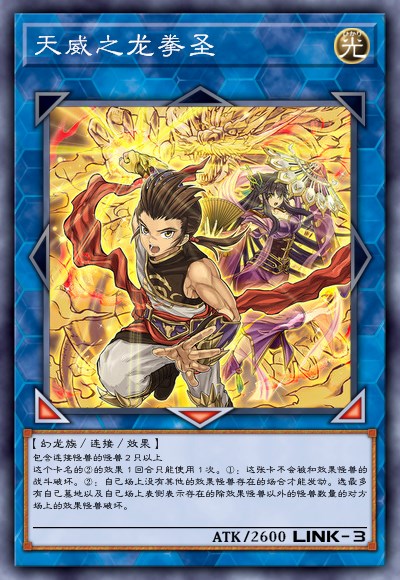 天威之龙拳圣
ひかり
光
【幻龙族／连接／效果】
包含连接怪兽的怪兽2只以上
这个卡名的②的效果1回合只能使用1次。①：这张卡不会被和效果怪兽的
战斗破坏。②：自己场上没有其他的效果怪兽存在的场合才能发动。选最多
有自己墓地以及自己场上表侧表示存在的除效果怪兽以外的怪兽数量的对方
场上的效果怪兽破坏。
ATK/2600 LINK-3